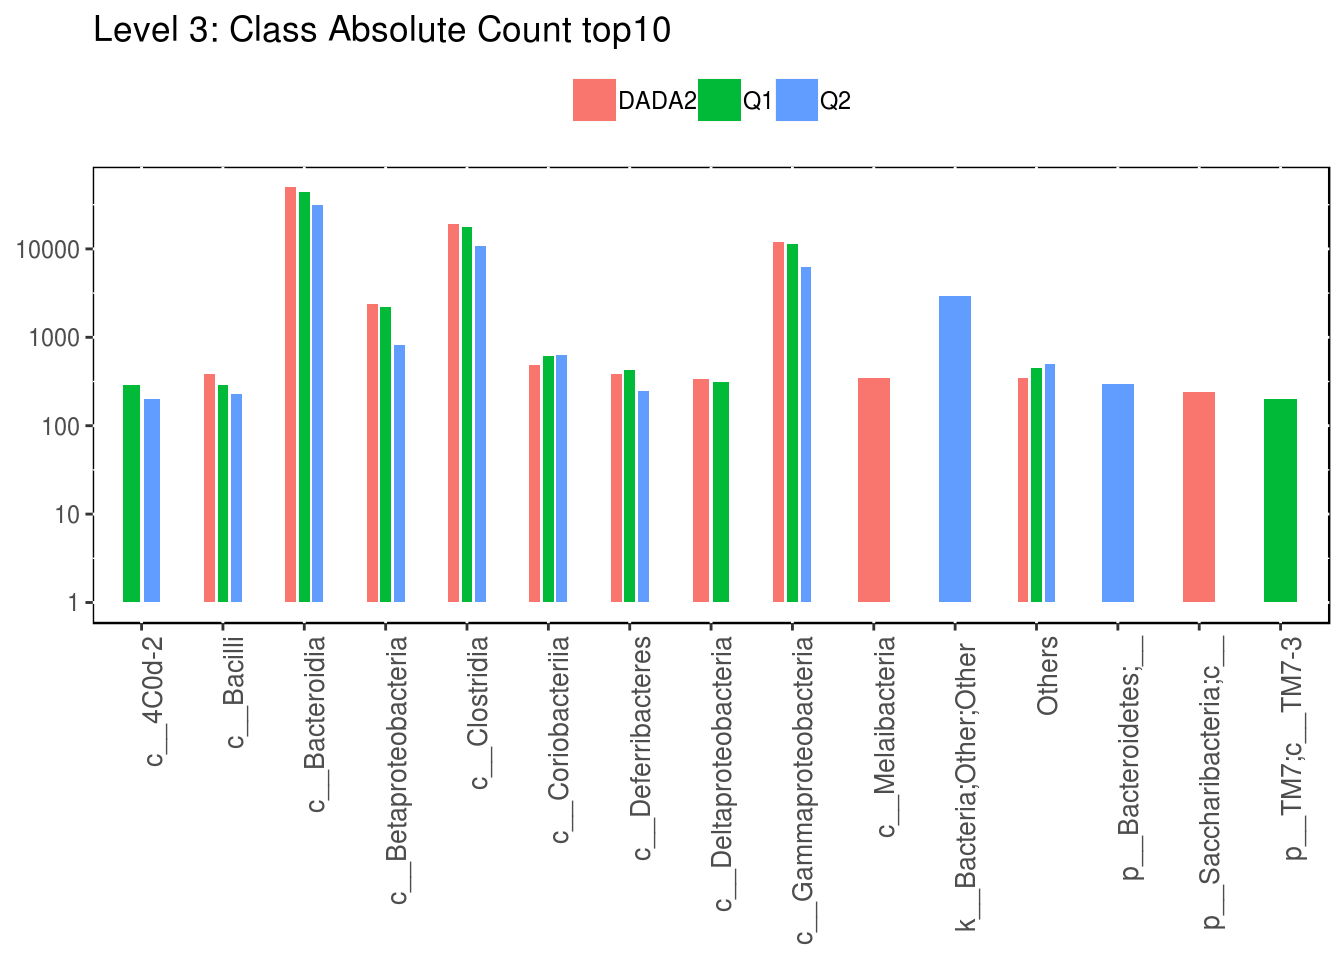 Level 3: Class Absolute Count top10
DADA2 Q1 Q2
10000
1000
100
10
1
c__4C0d-2
c__Bacilli
c__Bacteroidia
c__Betaproteobacteria
c__Clostridia
c__Coriobacteriia
c__Deferribacteres
c__Deltaproteobacteria
c__Gammaproteobacteria
c__Melaibacteria
k__Bacteria;Other;Other
Others
p__Bacteroidetes;__
p__Saccharibacteria;c__
p__TM7;c__TM7-3